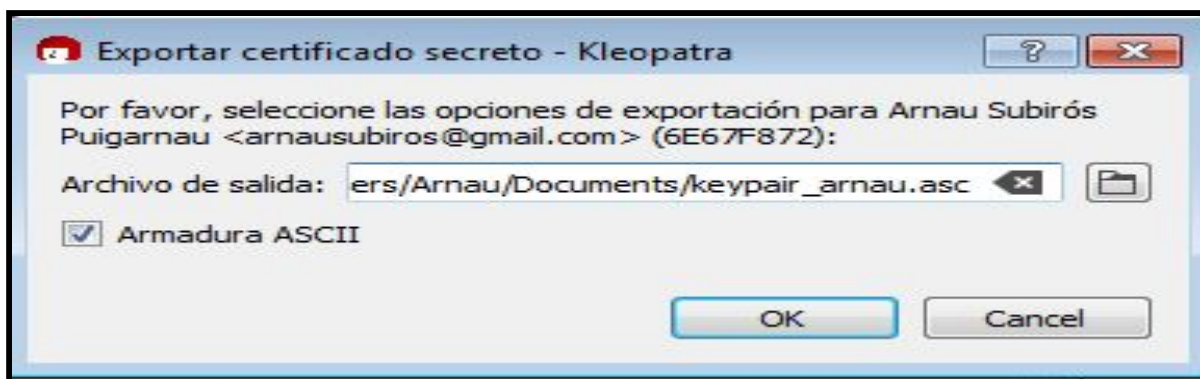 Exportar certificado secreto - Kleopatra
Por favor, seleccione las opciones de exportación para Arnau Subirós
Puigarnau <arnausubiros@gmail.com> (6E67F872):
Archivo de salida: ers/Arnau/Documents/keypair_arnau.asc
Armadura ASCII
OK Cancel